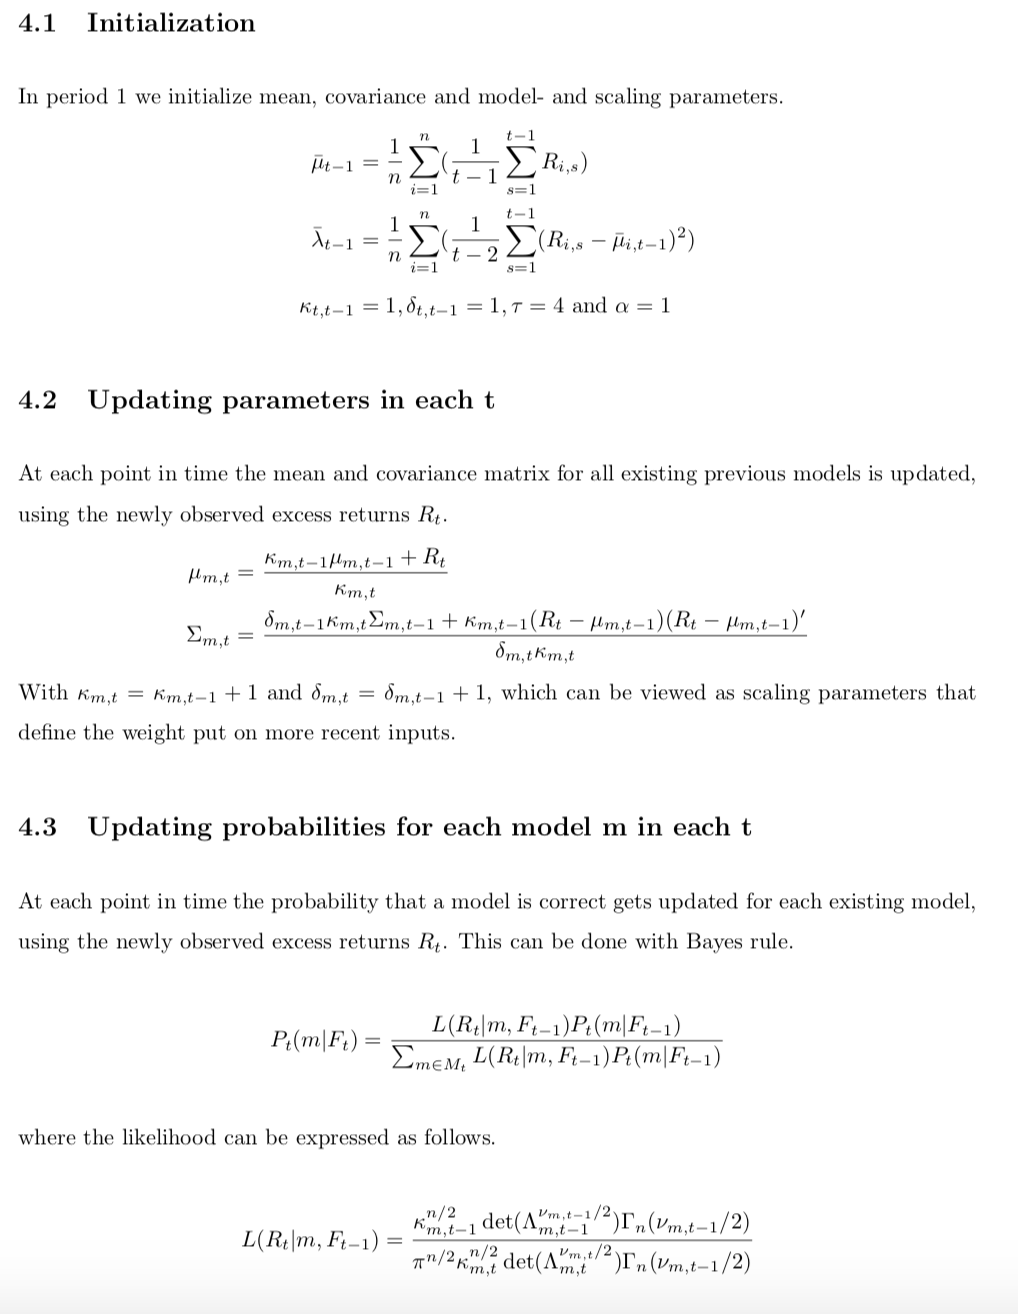 4.1 Initialization
In period 1 we initialize mean, covariance and model- and scaling parameters.
\bar{\mu}_{t-1} = \frac{1}{n} \sum_{i=1}^{n} (\frac{1}{t-1} \sum_{s=1}^{t-1} R_{i,s})
\bar{\lambda}_{t-1} = \frac{1}{n} \sum_{i=1}^{n} (\frac{1}{t-2} \sum_{s=1}^{t-1} (R_{i,s} - \bar{\mu}_{i,t-1})^2)
\kappa_{t,t-1} = 1, \delta_{t,t-1} = 1, \tau = 4 and \alpha = 1
4.2 Updating parameters in each t
At each point in time the mean and covariance matrix for all existing previous models is updated,
using the newly observed excess returns R_t.
\mu_{m,t} = \frac{\kappa_{m,t-1}\mu_{m,t-1} + R_t}{\kappa_{m,t}}
\Sigma_{m,t} = \frac{\delta_{m,t-1}\kappa_{m,t}\Sigma_{m,t-1} + \kappa_{m,t-1}(R_t - \mu_{m,t-1})(R_t - \mu_{m,t-1})'}{\delta_{m,t}\kappa_{m,t}}
With \kappa_{m,t} = \kappa_{m,t-1} + 1 and \delta_{m,t} = \delta_{m,t-1} + 1, which can be viewed as scaling parameters that
define the weight put on more recent inputs.
4.3 Updating probabilities for each model m in each t
At each point in time the probability that a model is correct gets updated for each existing model,
using the newly observed excess returns R_t. This can be done with Bayes rule.
P_t(m|F_t) = \frac{L(R_t|m, F_{t-1})P_t(m|F_{t-1})}{\sum_{m \in M_t} L(R_t|m, F_{t-1})P_t(m|F_{t-1})}
where the likelihood can be expressed as follows.
L(R_t|m, F_{t-1}) = \frac{\kappa_{m,t-1}^{n/2} \det(\Lambda_{m,t-1}^{\nu_{m,t-1}/2})\Gamma_n(\nu_{m,t-1}/2)}{\pi^{n/2}\kappa_{m,t}^{n/2} \det(\Lambda_{m,t}^{\nu_{m,t}/2})\Gamma_n(\nu_{m,t-1}/2)}